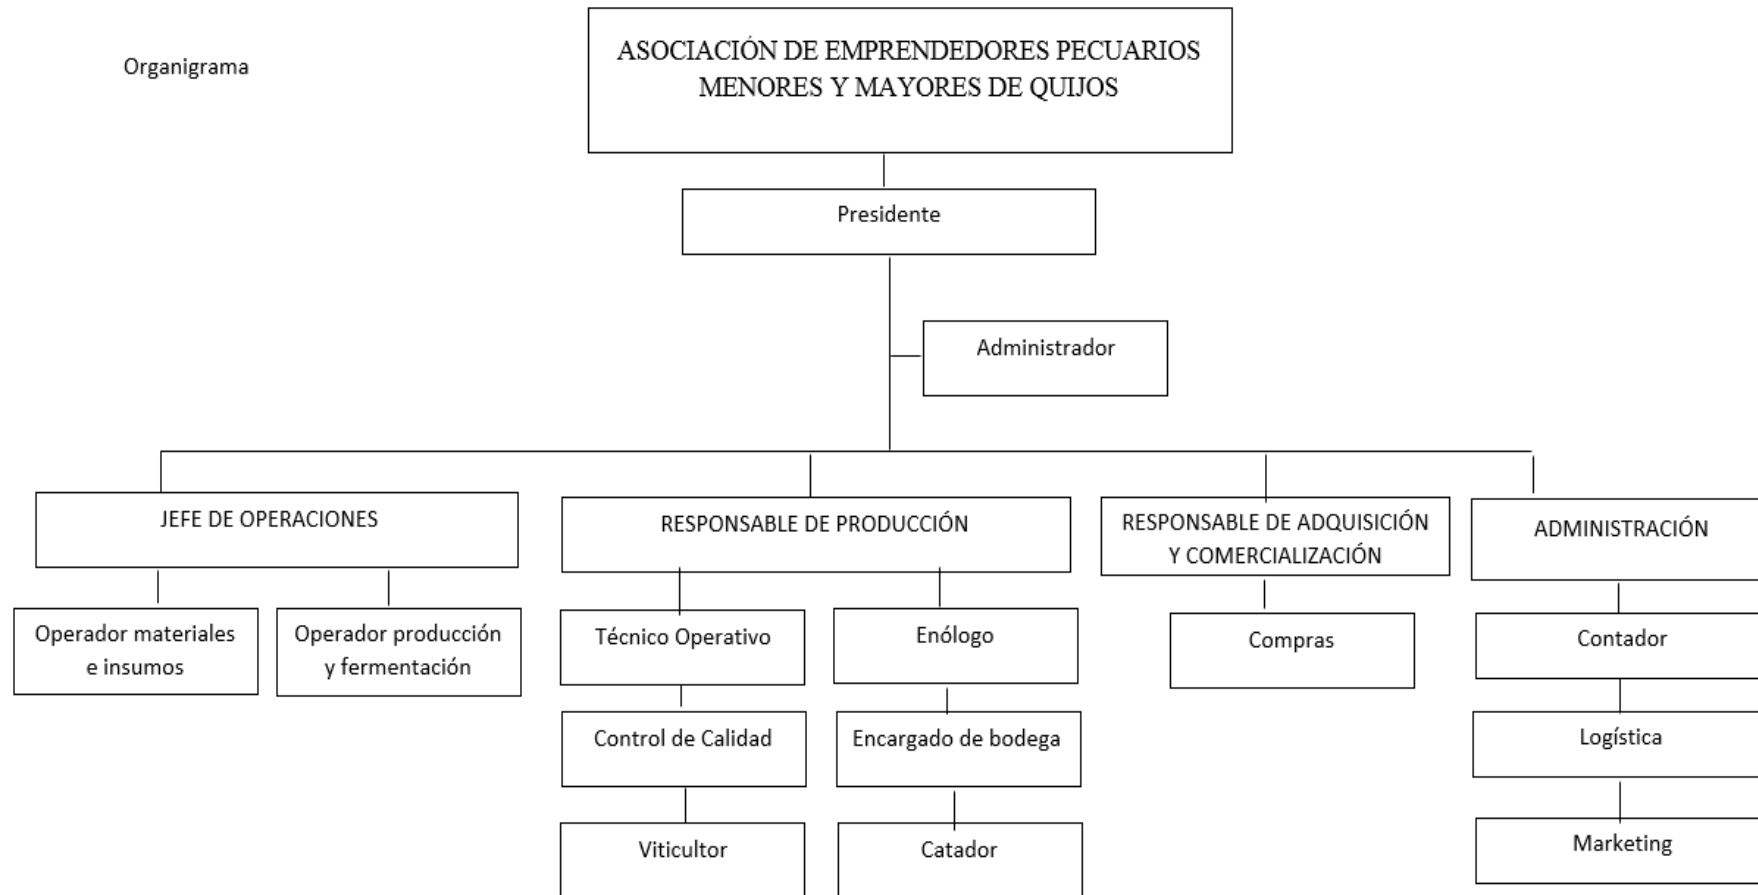 Organigrama
ASOCIACIÓN DE EMPRENDEDORES PECUARIOS
MENORES Y MAYORES DE QUIJOS
Presidente
Administrador
JEFE DE OPERACIONES
Operador materiales
e insumos
Operador producción
y fermentación
RESPONSABLE DE PRODUCCIÓN
Técnico Operativo
Control de Calidad
Viticultor
Enólogo
Encargado de bodega
Catador
RESPONSABLE DE ADQUISICIÓN
Y COMERCIALIZACIÓN
Compras
ADMINISTRACIÓN
Contador
Logística
Marketing